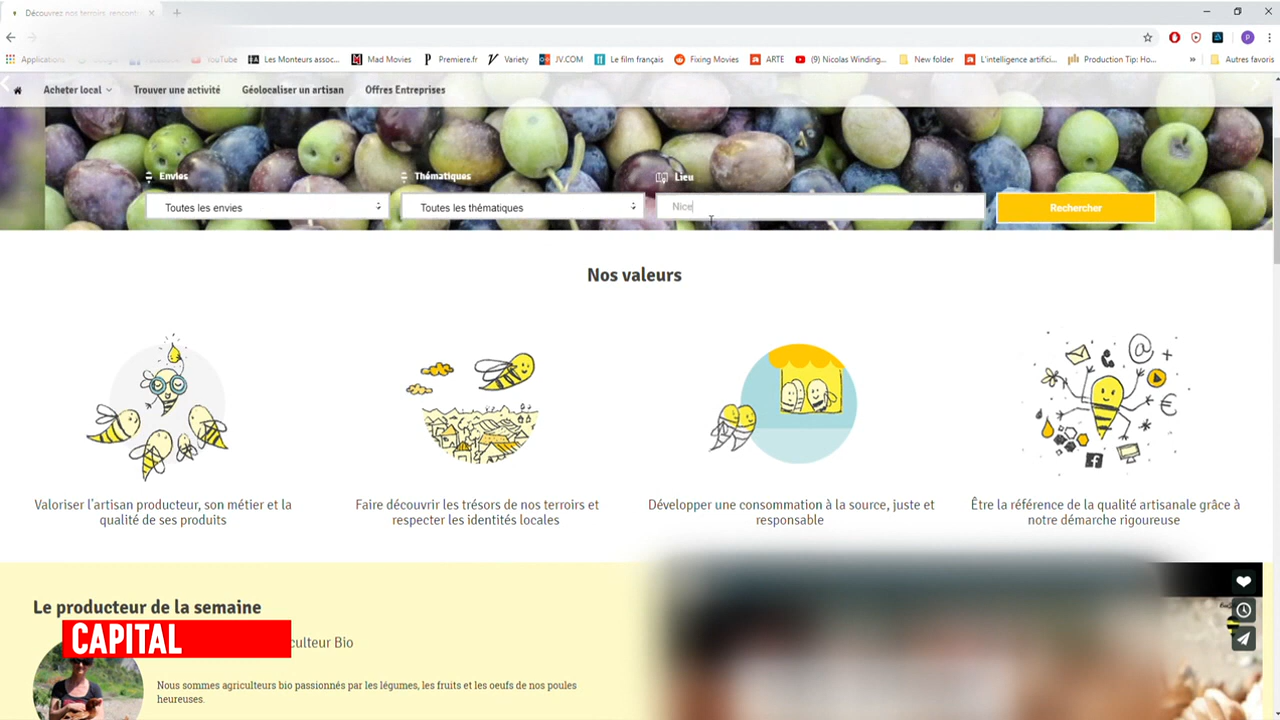 Découvrez nos terroirs, rencont
Applications
YouTube
Les Monteurs assoc...
Mad Movies
Premiere.fr
Variety
JV.COM
Le film français
Fixing Movies
ARTE
(9) Nicolas Winding...
New folder
L'intelligence artifici...
Production Tip: Ho...
»
Autres favoris
Acheter local
Trouver une activité
Géolocaliser un artisan
Offres Entreprises
Envies
Thématiques
Lieu
Toutes les envies
Toutes les thématiques
Nice
Rechercher
Nos valeurs
Valoriser l'artisan producteur, son métier et la
qualité de ses produits
Faire découvrir les trésors de nos terroirs et
respecter les identités locales
Développer une consommation à la source, juste et
responsable
Être la référence de la qualité artisanale grâce à
notre démarche rigoureuse
Le producteur de la semaine
CAPITAL
culteur Bio
Nous sommes agriculteurs bio passionnés par les légumes, les fruits et les oeufs de nos poules
heureuses.